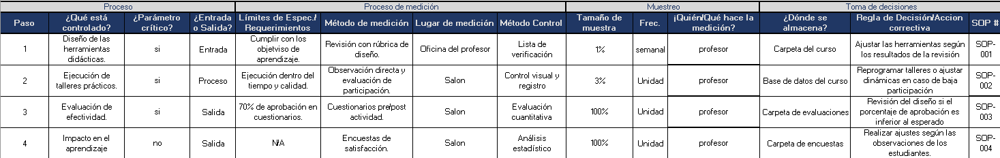 Proceso Proceso de medición Muestreo Toma de decisiones
Paso ¿Qué está controlado? ¿Parámetro crítico? ¿Entrada o Salida? Límites de Espec./ Requerimientos Método de medición Lugar de medición Método Control Tamaño de muestra Frec. ¡Quién/Qué hace la medición? ¿Dónde se almacena? Regla de Decisión/Accion correctiva SOP #
1 Diseño de las herramientas didácticas. si Entrada Cumplir con los objetviso de aprendizaje. Revisión con rúbrica de diseño. Oficina del profesor Lista de verificación 1% semanal profesor Carpeta del curso Ajustar las herramientas según los resultados de la revisión SOP-001
2 Ejecución de talleres prácticos. si Proceso Ejecución dentro del tiempo y calidad. Observación directa y evaluación de participación. Salon Control visual y registro 3% Unidad profesor Base de datos del curso Reprogramar talleres o ajustar dinámicas en caso de baja participación SOP-002
3 Evaluación de efectividad. si Salida 70% de aprobación en cuestionarios. Cuestionarios pre/post actividad. Salon Evaluación cuantitativa 100% Unidad profesor Carpeta de evaluaciones Revisión del diseño si el porcentaje de aprobación es inferior al esperado SOP-003
4 Impacto en el aprendizaje no Salida N/A Encuestas de satisfacción. Salon Análisis estadístico 100% Unidad profesor Carpeta de encuestas Realizar ajustes según las observaciones de los estudiantes. SOP-004